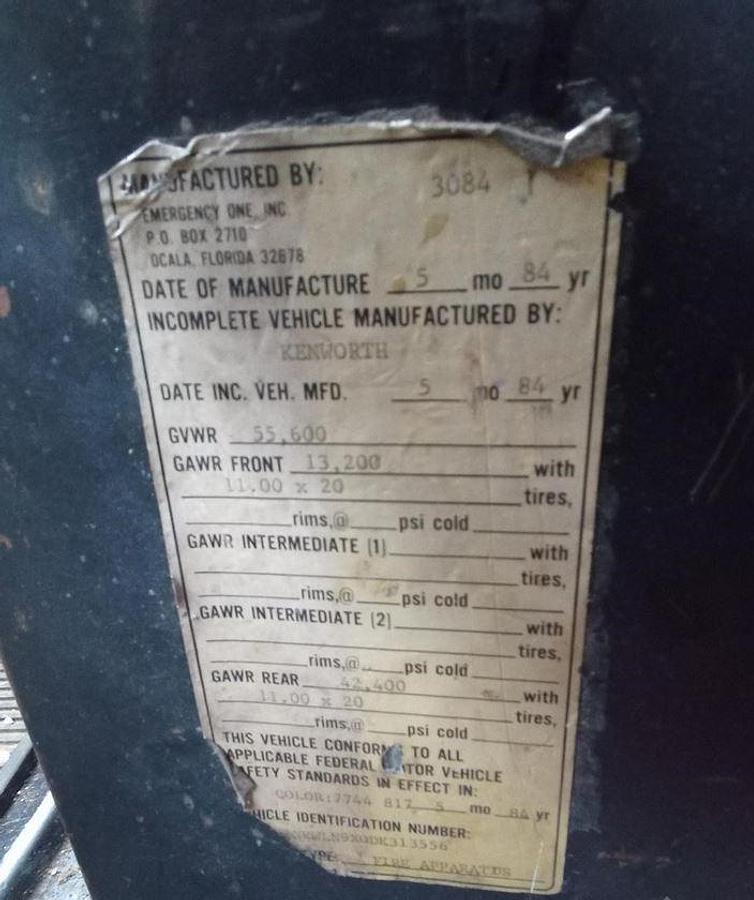 MANUFACTURED BY: 3084
EMERGENCY ONE, INC.
P.O. BOX 2710
OCALA, FLORIDA 32678
DATE OF MANUFACTURE 5 mo 84 yr
INCOMPLETE VEHICLE MANUFACTURED BY:
KENWORTH
DATE INC. VEH. MFD. 5 mo 84 yr
GVWR 55,600
GAWR FRONT 13,200 with
11.00 x 20 tires,
rims,@ psi cold
GAWR INTERMEDIATE (1) with
tires,
rims,@ psi cold
GAWR INTERMEDIATE (2) with
tires,
rims,@ psi cold
GAWR REAR 42,400 with
11.00 x 20 tires,
rims,@ psi cold
THIS VEHICLE CONFORMS TO ALL
APPLICABLE FEDERAL MOTOR VEHICLE
SAFETY STANDARDS IN EFFECT IN:
COLOR:7744 817 5 mo 84 yr
VEHICLE IDENTIFICATION NUMBER:
TYPE FIRE APPARATUS